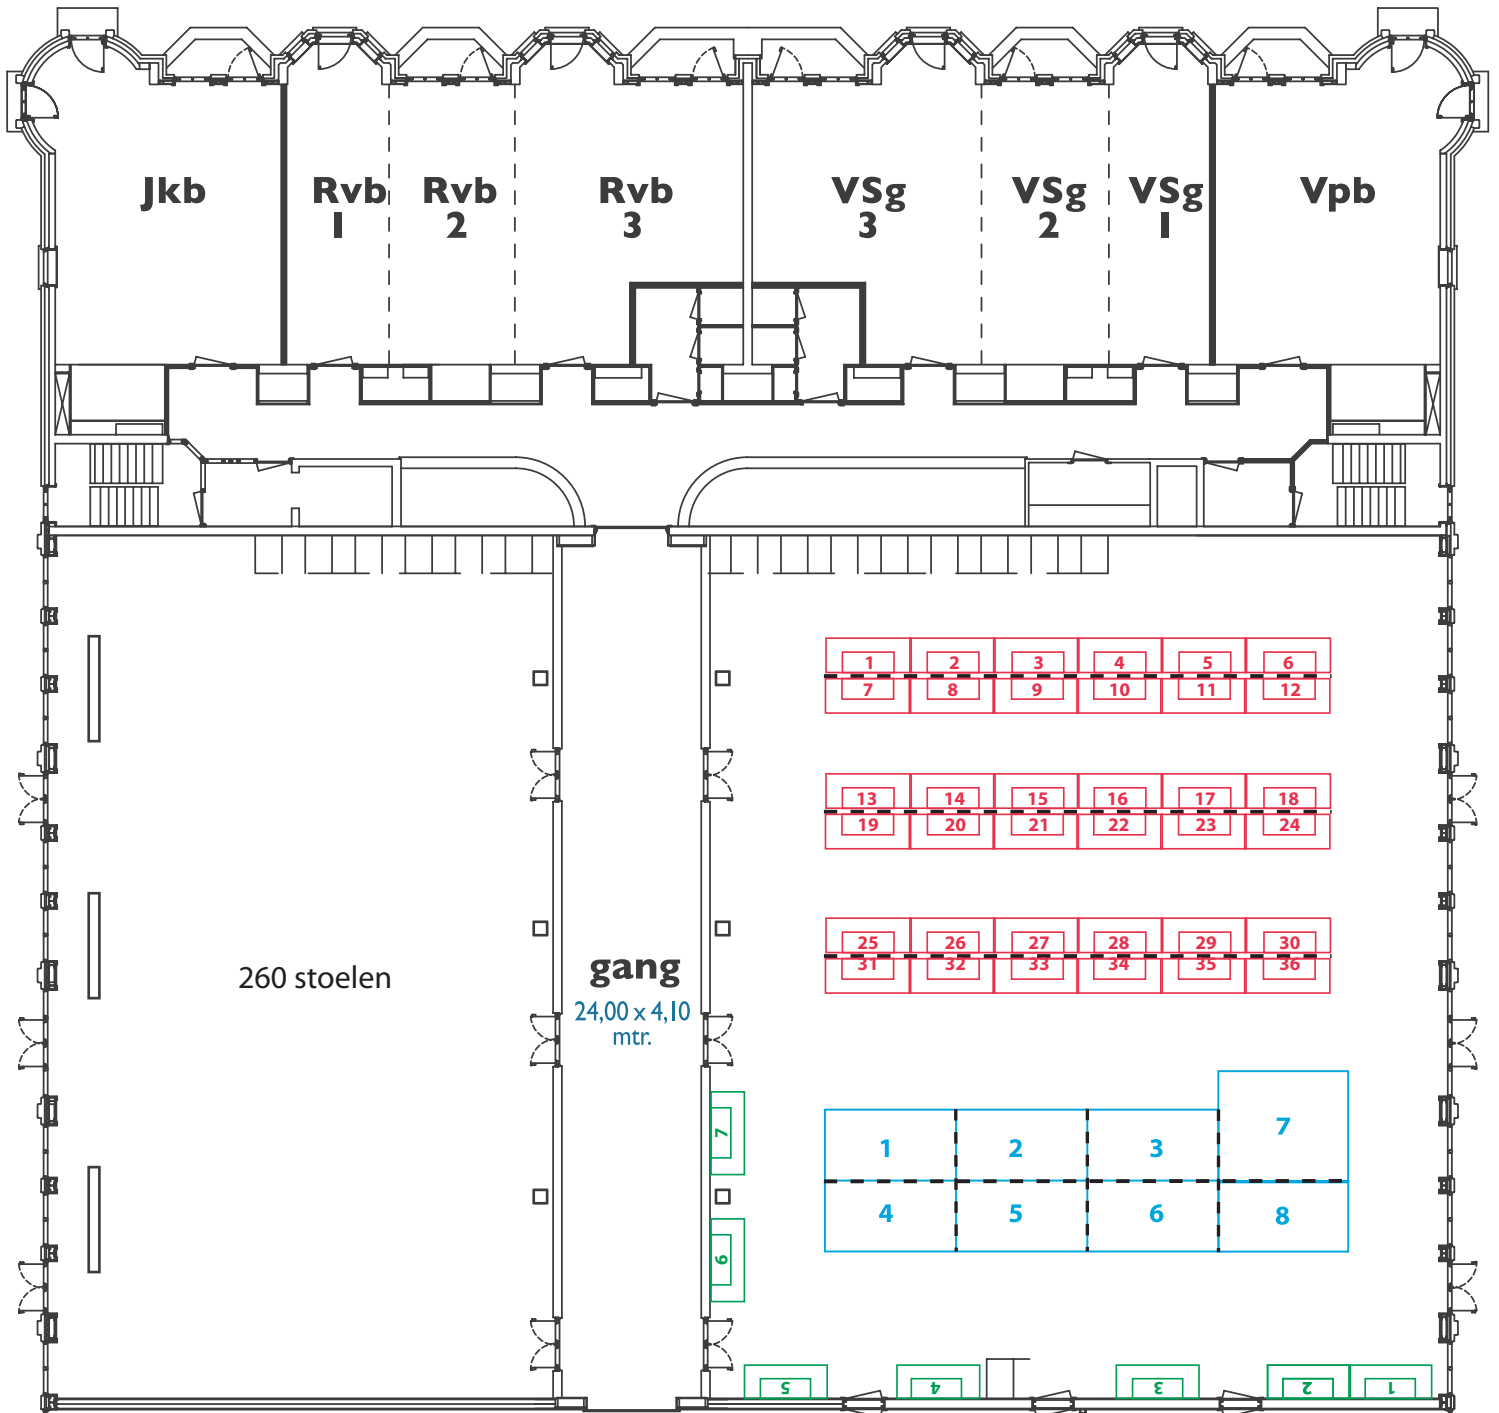 Jkb
Rvb
1
Rvb
2
Rvb
3
VSg
3
VSg
2
VSg
1
Vpb
1 2 3 4 5 6
7 8 9 10 11 12
13 14 15 16 17 18
19 20 21 22 23 24
25 26 27 28 29 30
31 32 33 34 35 36
260 stoelen
gang
24,00 x 4,10
mtr.
7
6
1 2 3 7
4 5 6 8
5 4 3 2 1